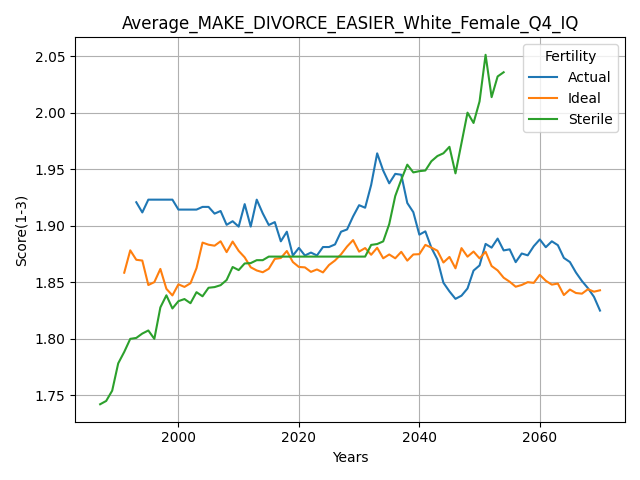 Average_MAKE_DIVORCE_EASIER_White_Female_Q4_IQ
Score(1-3)
2.05
2.00
1.95
1.90
1.85
1.80
1.75
Fertility
Actual
Ideal
Sterile
2000
2020
2040
2060
Years